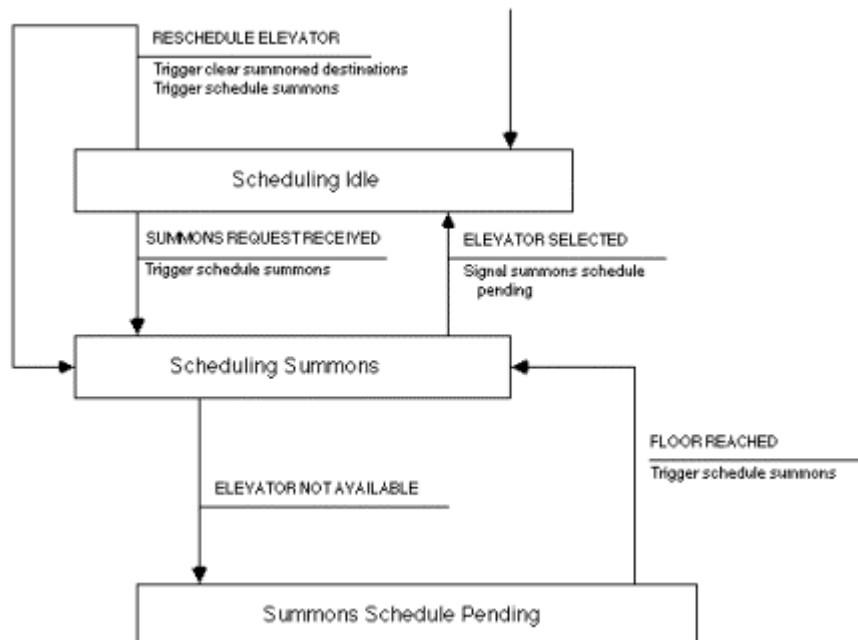 RESCHEDULE ELEVATOR
Trigger clear summoned destinations
Trigger schedule summons
Scheduling Idle
SUMMONS REQUEST RECEIVED
Trigger schedule summons
ELEVATOR SELECTED
Signal summons schedule
pending
Scheduling Summons
FLOOR REACHED
Trigger schedule summons
ELEVATOR NOT AVAILABLE
Summons Schedule Pending